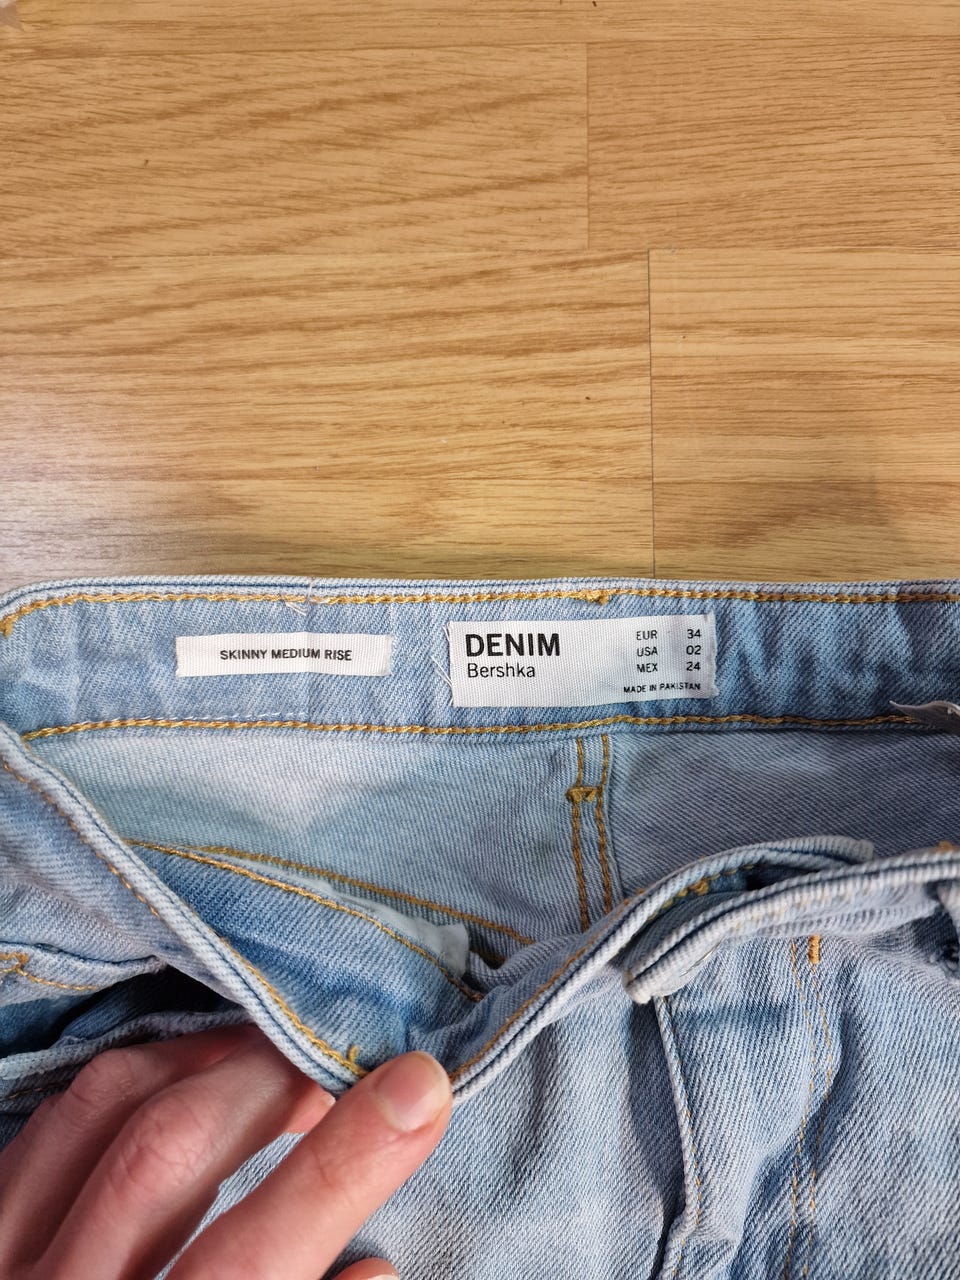 SKINNY MEDIUM RISE
DENIM
Bershka
EUR 34
USA 02
MEX 24
MADE IN PAKISTAN